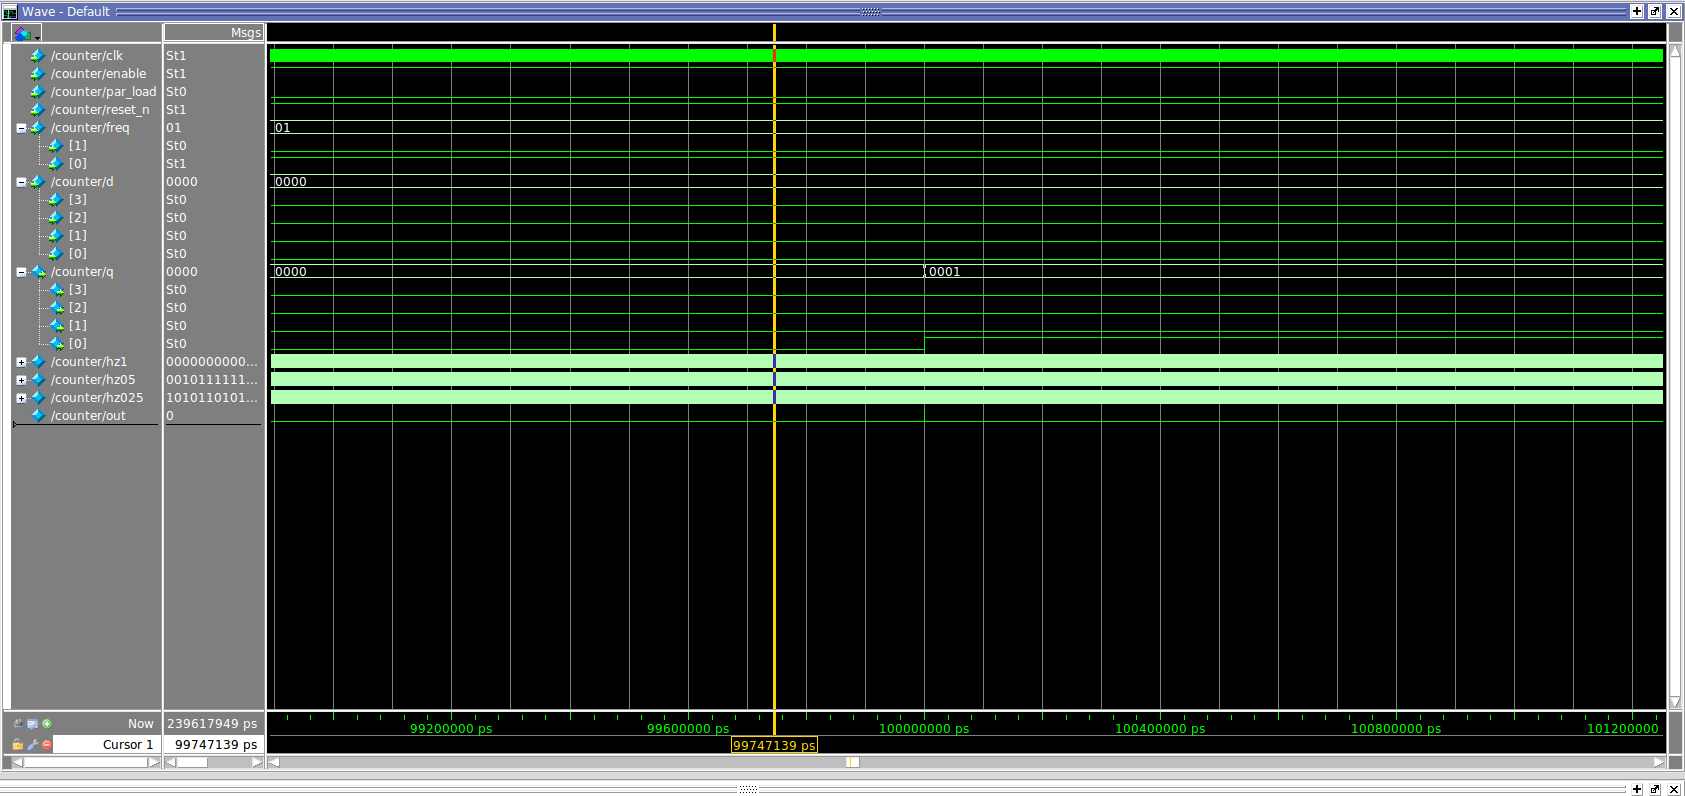 Wave - Default
Msgs
/counter/clk St1
/counter/enable St1
/counter/par_load St0
/counter/reset_n St1
/counter/freq 01 01
[1] St0
[0] St1
/counter/d 0000 0000
[3] St0
[2] St0
[1] St0
[0] St0
/counter/q 0000 0000 0001
[3] St0
[2] St0
[1] St0
[0] St0
/counter/hz1 0000000000...
/counter/hz05 0010111111...
/counter/hz025 1010110101...
/counter/out 0
Now 239617949 ps 99200000 ps 99600000 ps 100000000 ps 100400000 ps 100800000 ps 101200000
Cursor 1 99747139 ps 99747139 ps